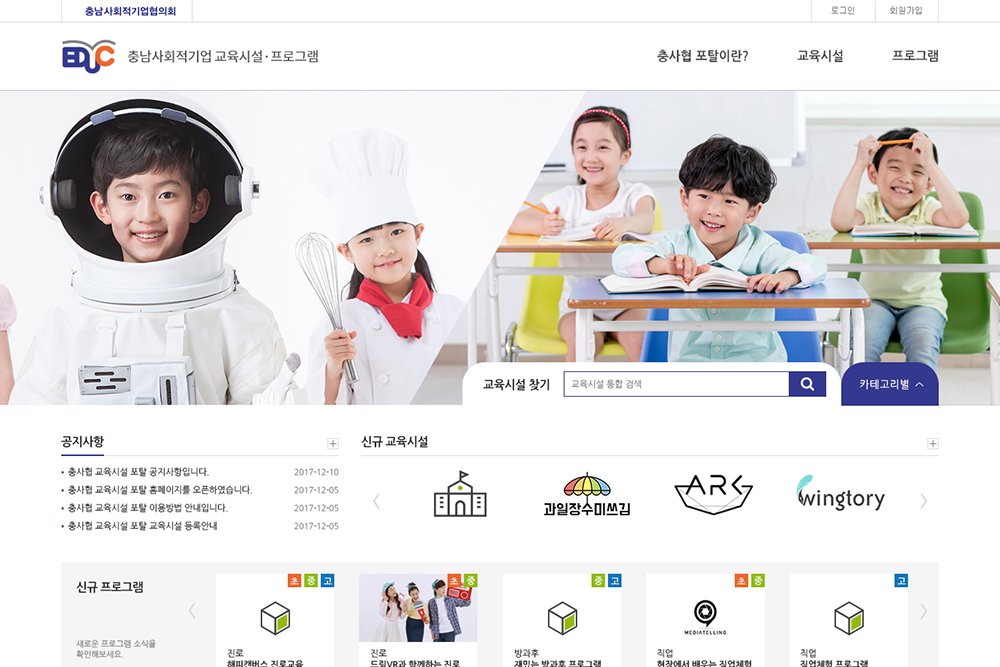 충남사회적기업협의회
로그인
회원가입
EDUC
충남사회적기업 교육시설·프로그램
충사협 포탈이란?
교육시설
프로그램
교육시설 찾기
교육시설 통합 검색
카테고리별
공지사항
+
• 충사협 교육시설 포탈 공지사항입니다. 2017-12-10
• 충사협 교육시설 포탈 홈페이지를 오픈하였습니다. 2017-12-05
• 충사협 교육시설 포탈 이용방법 안내입니다. 2017-12-05
• 충사협 교육시설 포탈 교육시설 등록안내 2017-12-05
신규 교육시설
+
과일장수미쓰김
ARK
wingtory
신규 프로그램
새로운 프로그램 소식을
확인해보세요.
초 중 고
진로
해피캔버스 진로교육
초 중
진로
드림VR과 함께하는 진로
중 고
방과후
재밌는 방과후 프로그램
초 중
MEDIATELLING
직업
현장에서 배우는 직업체험
고
직업
직업체험 프로그램